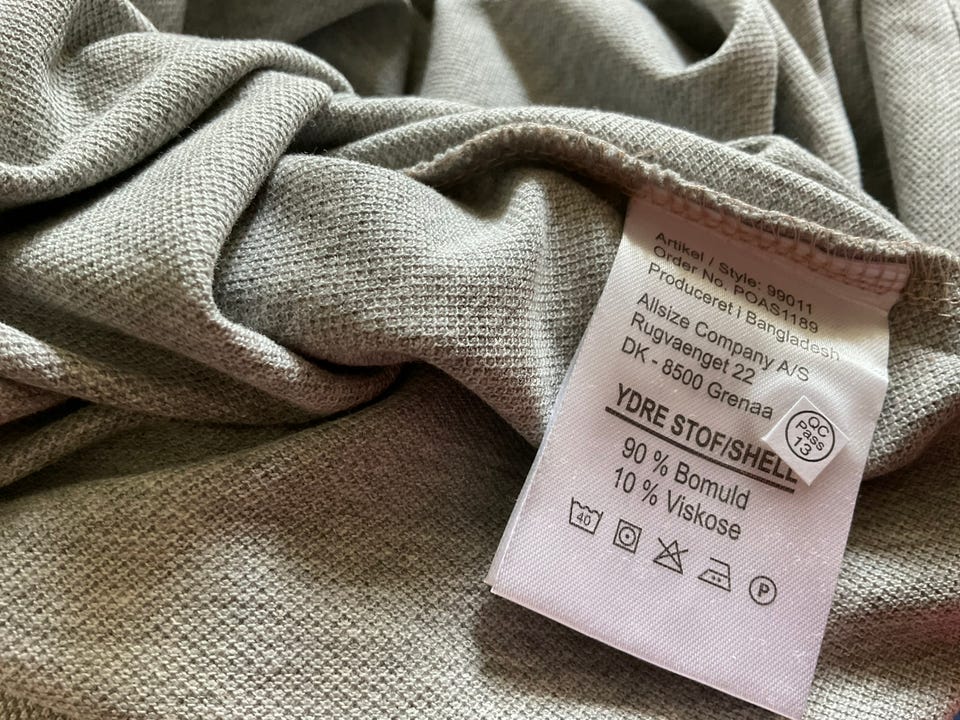 Artikel / Style: 99011
Order No. POAS1189
Produceret i Bangladesh
Allsize Company A/S
Rugvaenget 22
DK - 8500 Grenaa
YDRE STOF/SHELL
QC
Pass
13
90 % Bomuld
10 % Viskose
40
P